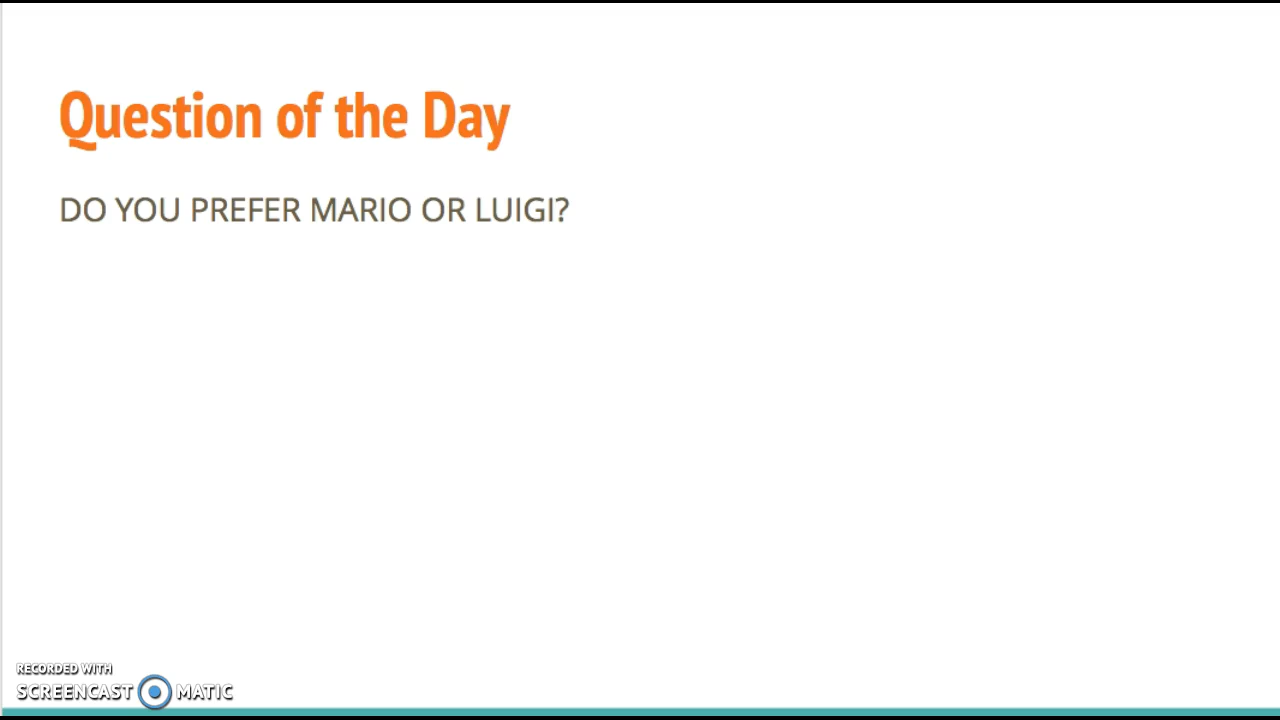 Question of the Day
DO YOU PREFER MARIO OR LUIGI?
RECORDED WITH
SCREENCAST MATIC